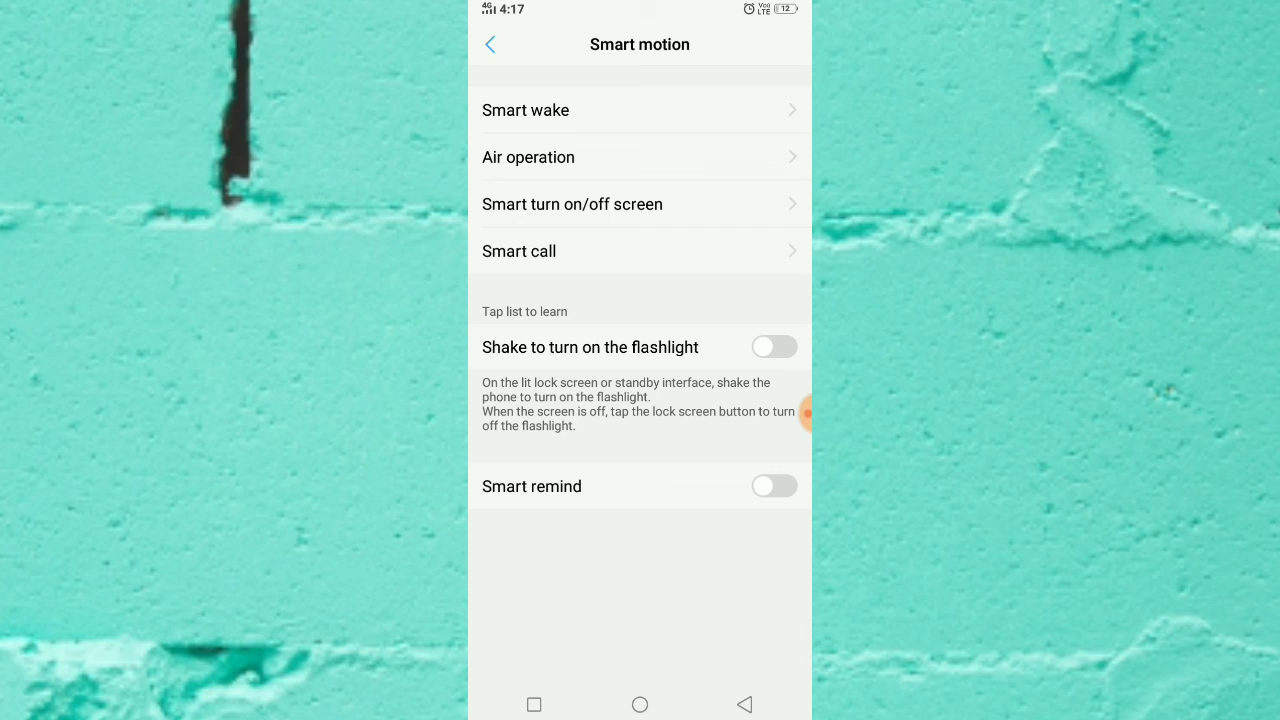 4G 4:17 Vo) LTE 12
Smart motion
Smart wake
Air operation
Smart turn on/off screen
Smart call
Tap list to learn
Shake to turn on the flashlight
On the lit lock screen or standby interface, shake the
phone to turn on the flashlight.
When the screen is off, tap the lock screen button to turn
off the flashlight.
Smart remind